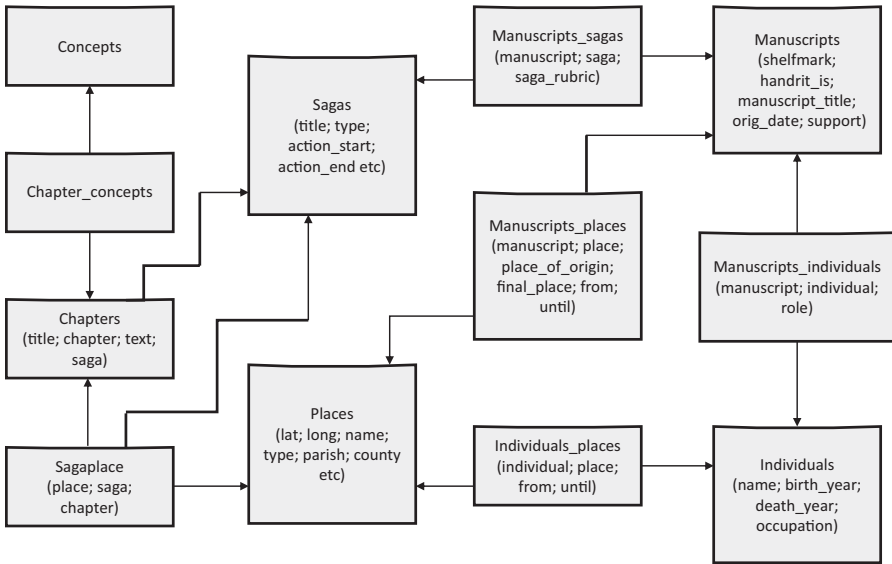 Concepts
Chapter_concepts
Chapters
(title; chapter; text;
saga)
Sagaplace
(place; saga;
chapter)
Sagas
(title; type;
action_start;
action_end etc)
Places
(lat; long; name;
type; parish; county
etc)
Manuscripts_sagas
(manuscript; saga;
saga_rubric)
Manuscripts_places
(manuscript; place;
place_of_origin;
final_place; from;
until)
Individuals_places
(individual; place;
from; until)
Manuscripts
(shelfmark;
handrit_is;
manuscript_title;
orig_date; support)
Manuscripts_individuals
(manuscript; individual;
role)
Individuals
(name; birth_year;
death_year;
occupation)